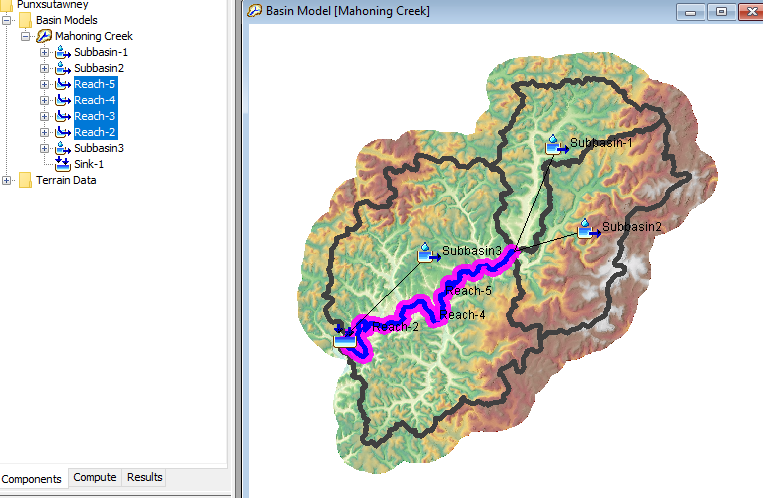 Punxsutawney
Basin Models
Mahoning Creek
Subbasin-1
Subbasin2
Reach-5
Reach-4
Reach-3
Reach-2
Subbasin3
Sink-1
Terrain Data
Components
Compute
Results
Basin Model [Mahoning Creek]
Subbasin-1
Subbasin2
Subbasin3
Reach-5
Reach-4
Reach-2